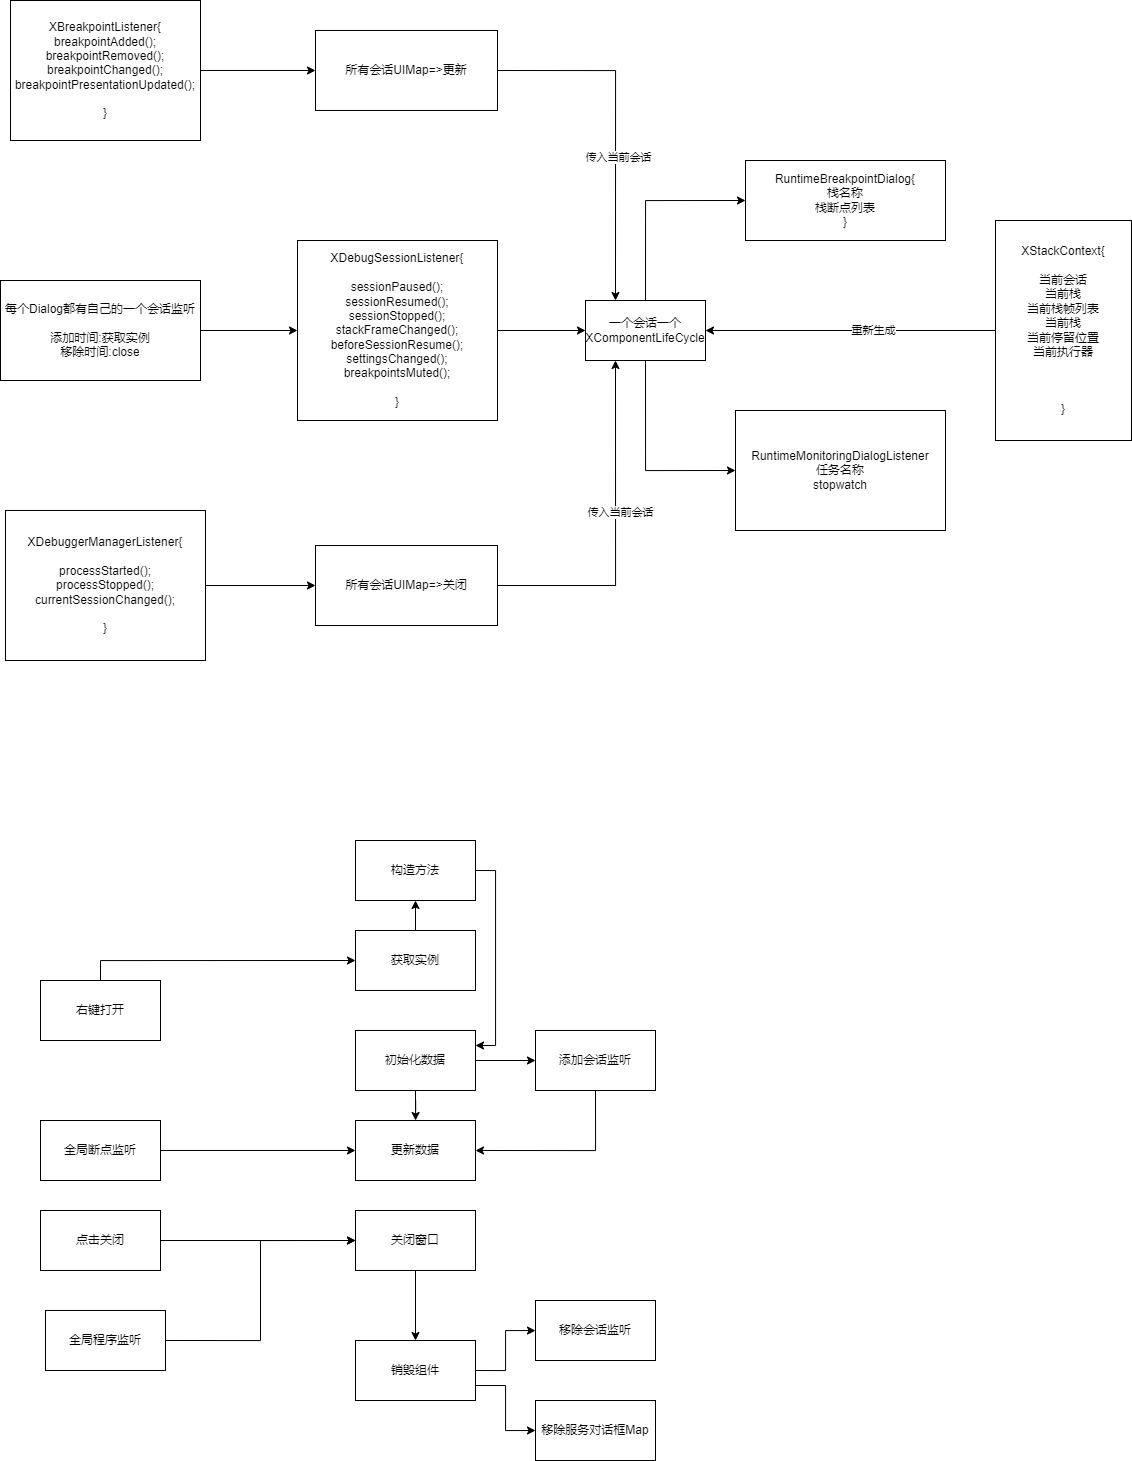 XBreakpointListener{
breakpointAdded();
breakpointRemoved();
breakpointChanged();
breakpointPresentationUpdated();
}
所有会话UIMap=>更新
传入当前会话
RuntimeBreakpointDialog{
栈名称
栈断点列表
}
XStackContext{
当前会话
当前栈
当前栈帧列表
当前栈
当前停留位置
当前执行器
}
XDebugSessionListener{
sessionPaused();
sessionResumed();
sessionStopped();
stackFrameChanged();
beforeSessionResume();
settingsChanged();
breakpointsMuted();
}
每个Dialog都有自己的一个会话监听
添加时间:获取实例
移除时间:close
一个会话一个
XComponentLifeCycle
重新生成
RuntimeMonitoringDialogListener
任务名称
stopwatch
传入当前会话
XDebuggerManagerListener{
processStarted();
processStopped();
currentSessionChanged();
}
所有会话UIMap=>关闭
构造方法
获取实例
右键打开
初始化数据
添加会话监听
全局断点监听
更新数据
点击关闭
关闭窗口
全局程序监听
移除会话监听
销毁组件
移除服务对话框Map